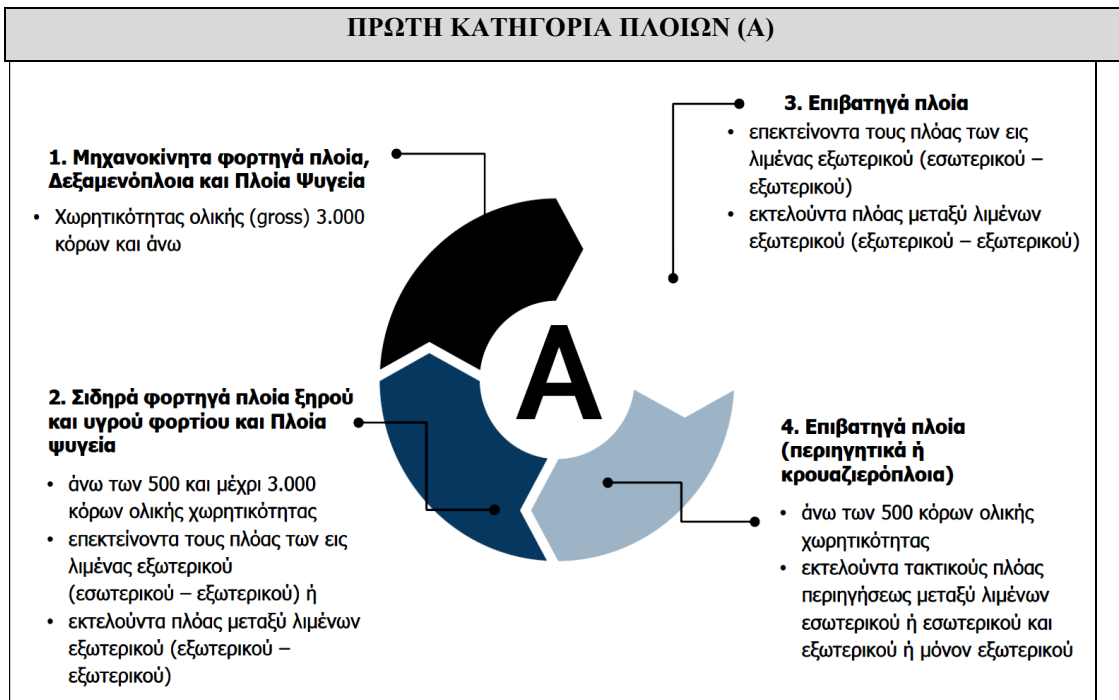 ΠΡΩΤΗ ΚΑΤΗΓΟΡΙΑ ΠΛΟΙΩΝ (Α)
1. Μηχανοκίνητα φορτηγά πλοία,
Δεξαμενόπλοια και Πλοία Ψυγεία
• Χωρητικότητας ολικής (gross) 3.000
κόρων και άνω
2. Σιδηρά φορτηγά πλοία ξηρού
και υγρού φορτίου και Πλοία
ψυγεία
• άνω των 500 και μέχρι 3.000
κόρων ολικής χωρητικότητας
• επεκτείνοντα τους πλόας των εις
λιμένας εξωτερικού
(εσωτερικού – εξωτερικού) ή
• εκτελούντα πλόας μεταξύ λιμένων
εξωτερικού (εξωτερικού –
εξωτερικού)
A
3. Επιβατηγά πλοία
• επεκτείνοντα τους πλόας των εις
λιμένας εξωτερικού (εσωτερικού –
εξωτερικού)
• εκτελούντα πλόας μεταξύ λιμένων
εξωτερικού (εξωτερικού – εξωτερικού)
4. Επιβατηγά πλοία
(περιηγητικά ή
κρουαζιερόπλοια)
• άνω των 500 κόρων ολικής
χωρητικότητας
• εκτελούντα τακτικούς πλόας
περιηγήσεως μεταξύ λιμένων
εσωτερικού ή εσωτερικού και
εξωτερικού ή μόνον εξωτερικού